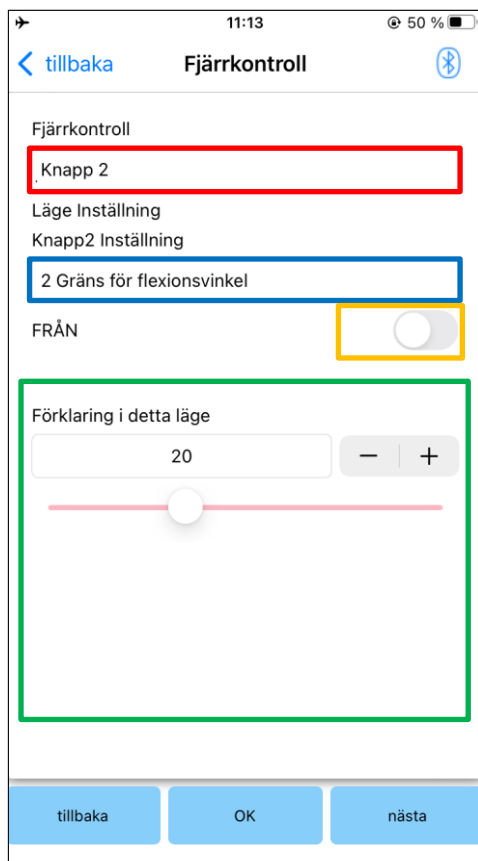 11:13 50 %
tillbaka Fjärrkontroll
Fjärrkontroll
Knapp 2
Läge Inställning
Knapp2 Inställning
2 Gräns för flexionsvinkel
FRÅN
Förklaring i detta läge
20 − +
tillbaka OK nästa